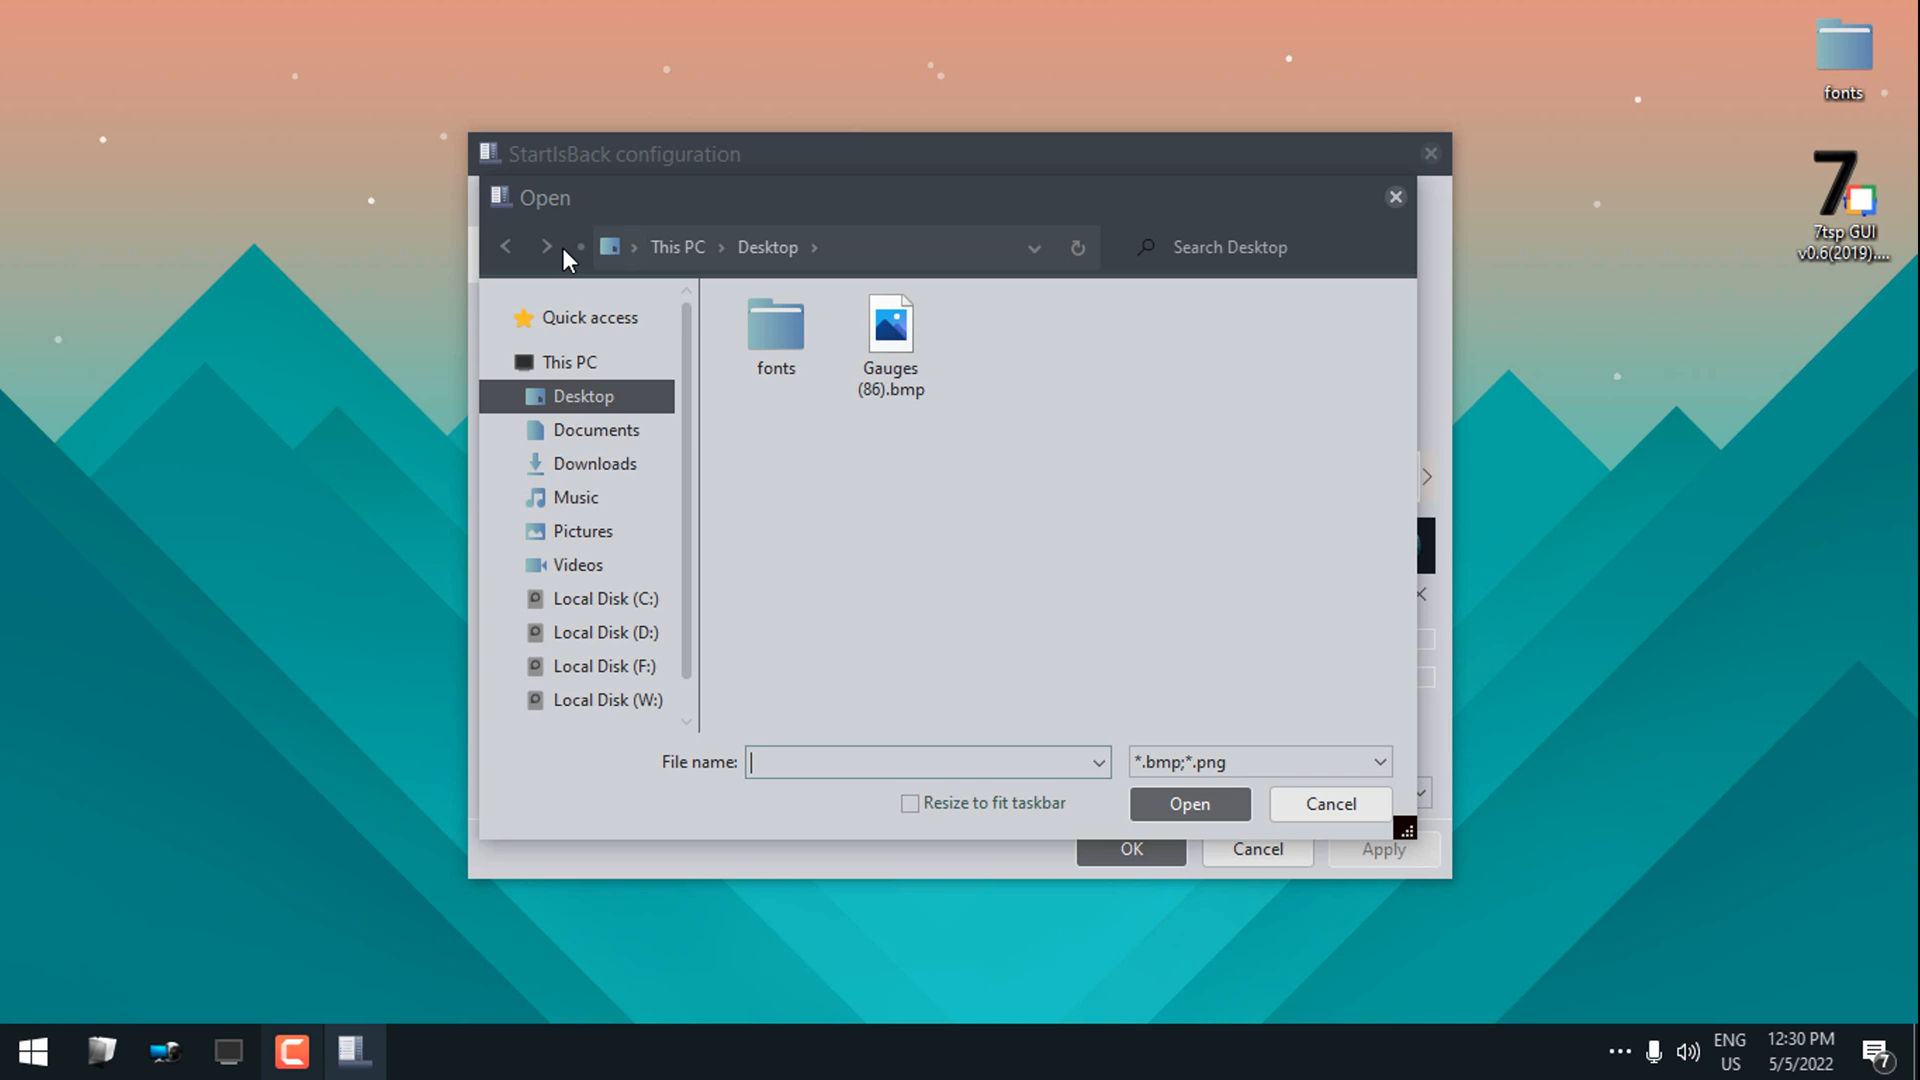 fonts
7
7tsp GUI
v0.6(2019)....
StartIsBack configuration
Open
This PC
Desktop
Search Desktop
Quick access
This PC
Desktop
Documents
Downloads
Music
Pictures
Videos
Local Disk (C:)
Local Disk (D:)
Local Disk (F:)
Local Disk (W:)
fonts
Gauges
(86).bmp
File name:
*.bmp;*.png
Resize to fit taskbar
Open
Cancel
OK
Cancel
Apply
ENG
US
12:30 PM
5/5/2022
7